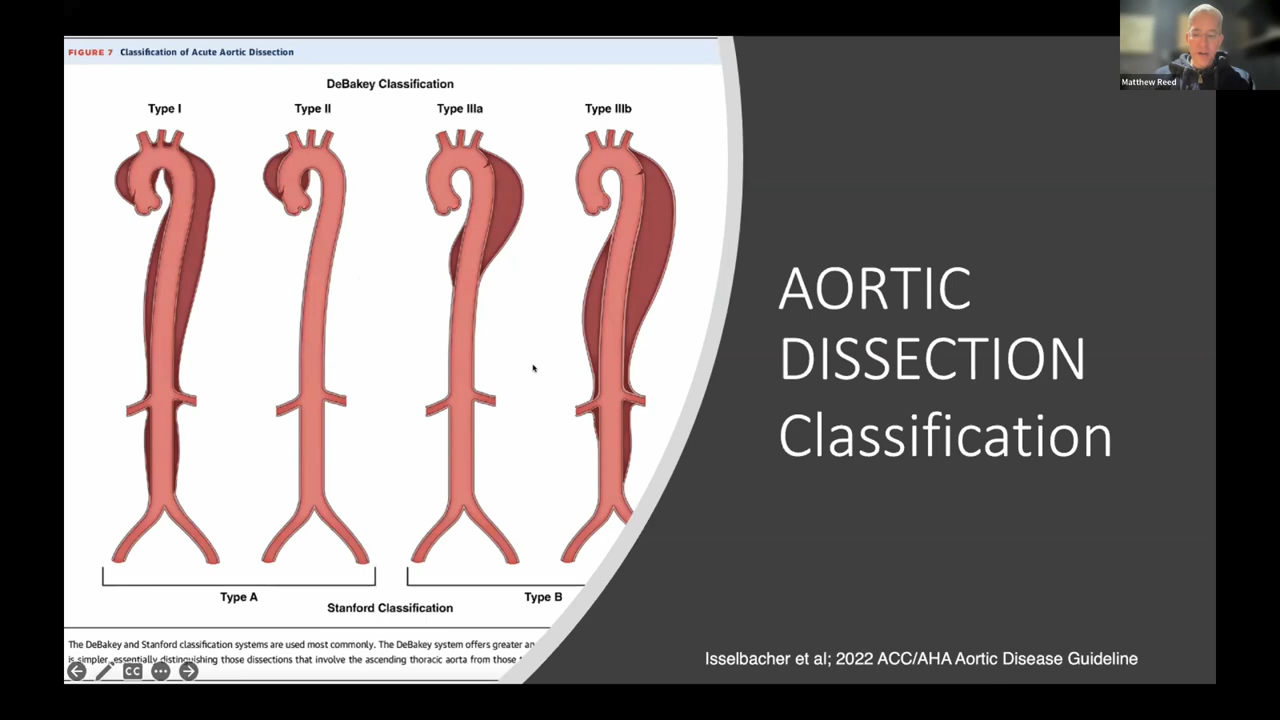 FIGURE 7 Classification of Acute Aortic Dissection
DeBakey Classification
Type I
Type II
Type IIIa
Type IIIb
Type A
Type B
Stanford Classification
The DeBakey and Stanford classification systems are used most commonly. The DeBakey system offers greater
is simpler, essentially distinguishing those dissections that involve the ascending thoracic aorta from those
CC
AORTIC
DISSECTION
Classification
Isselbacher et al; 2022 ACC/AHA Aortic Disease Guideline
Matthew Reed